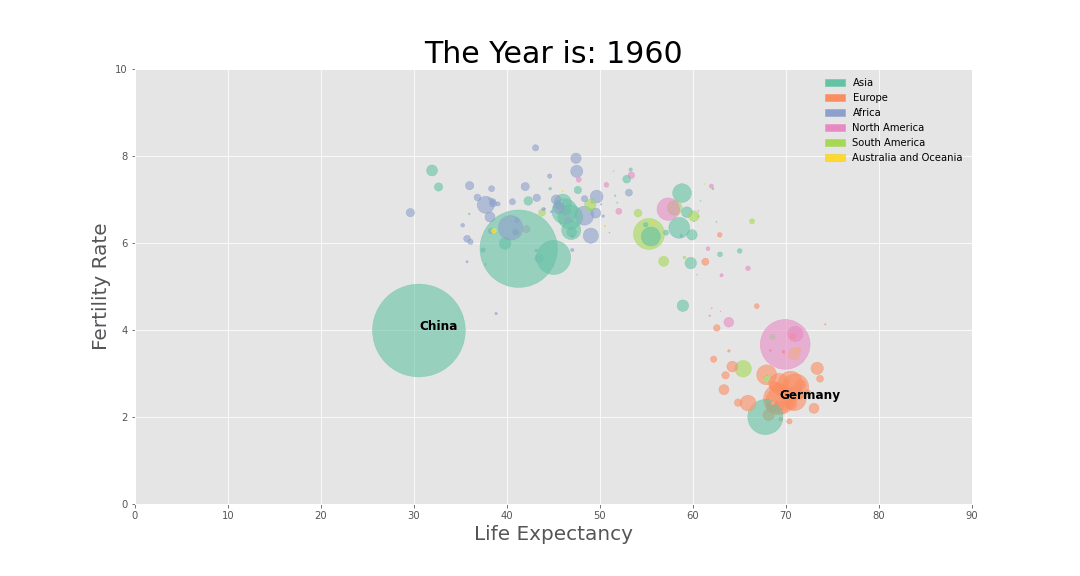 The Year is: 1960
10
8
6
4
2
0
Fertility Rate
Asia
Europe
Africa
North America
South America
Australia and Oceania
China
Germany
0 10 20 30 40 50 60 70 80 90
Life Expectancy